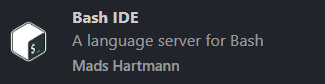 Bash IDE
A language server for Bash
Mads Hartmann